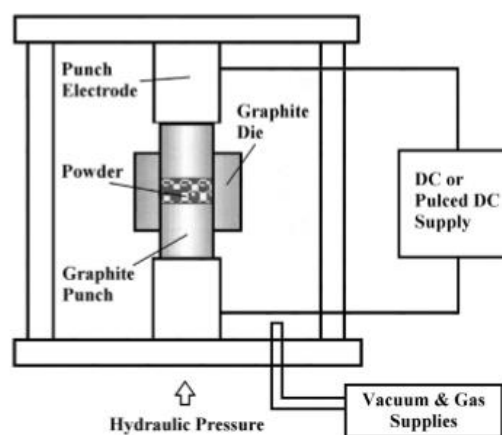 Punch
Electrode
Graphite
Die
Powder
DC or
Pulced DC
Supply
Graphite
Punch
Vacuum & Gas
Supplies
Hydraulic Pressure